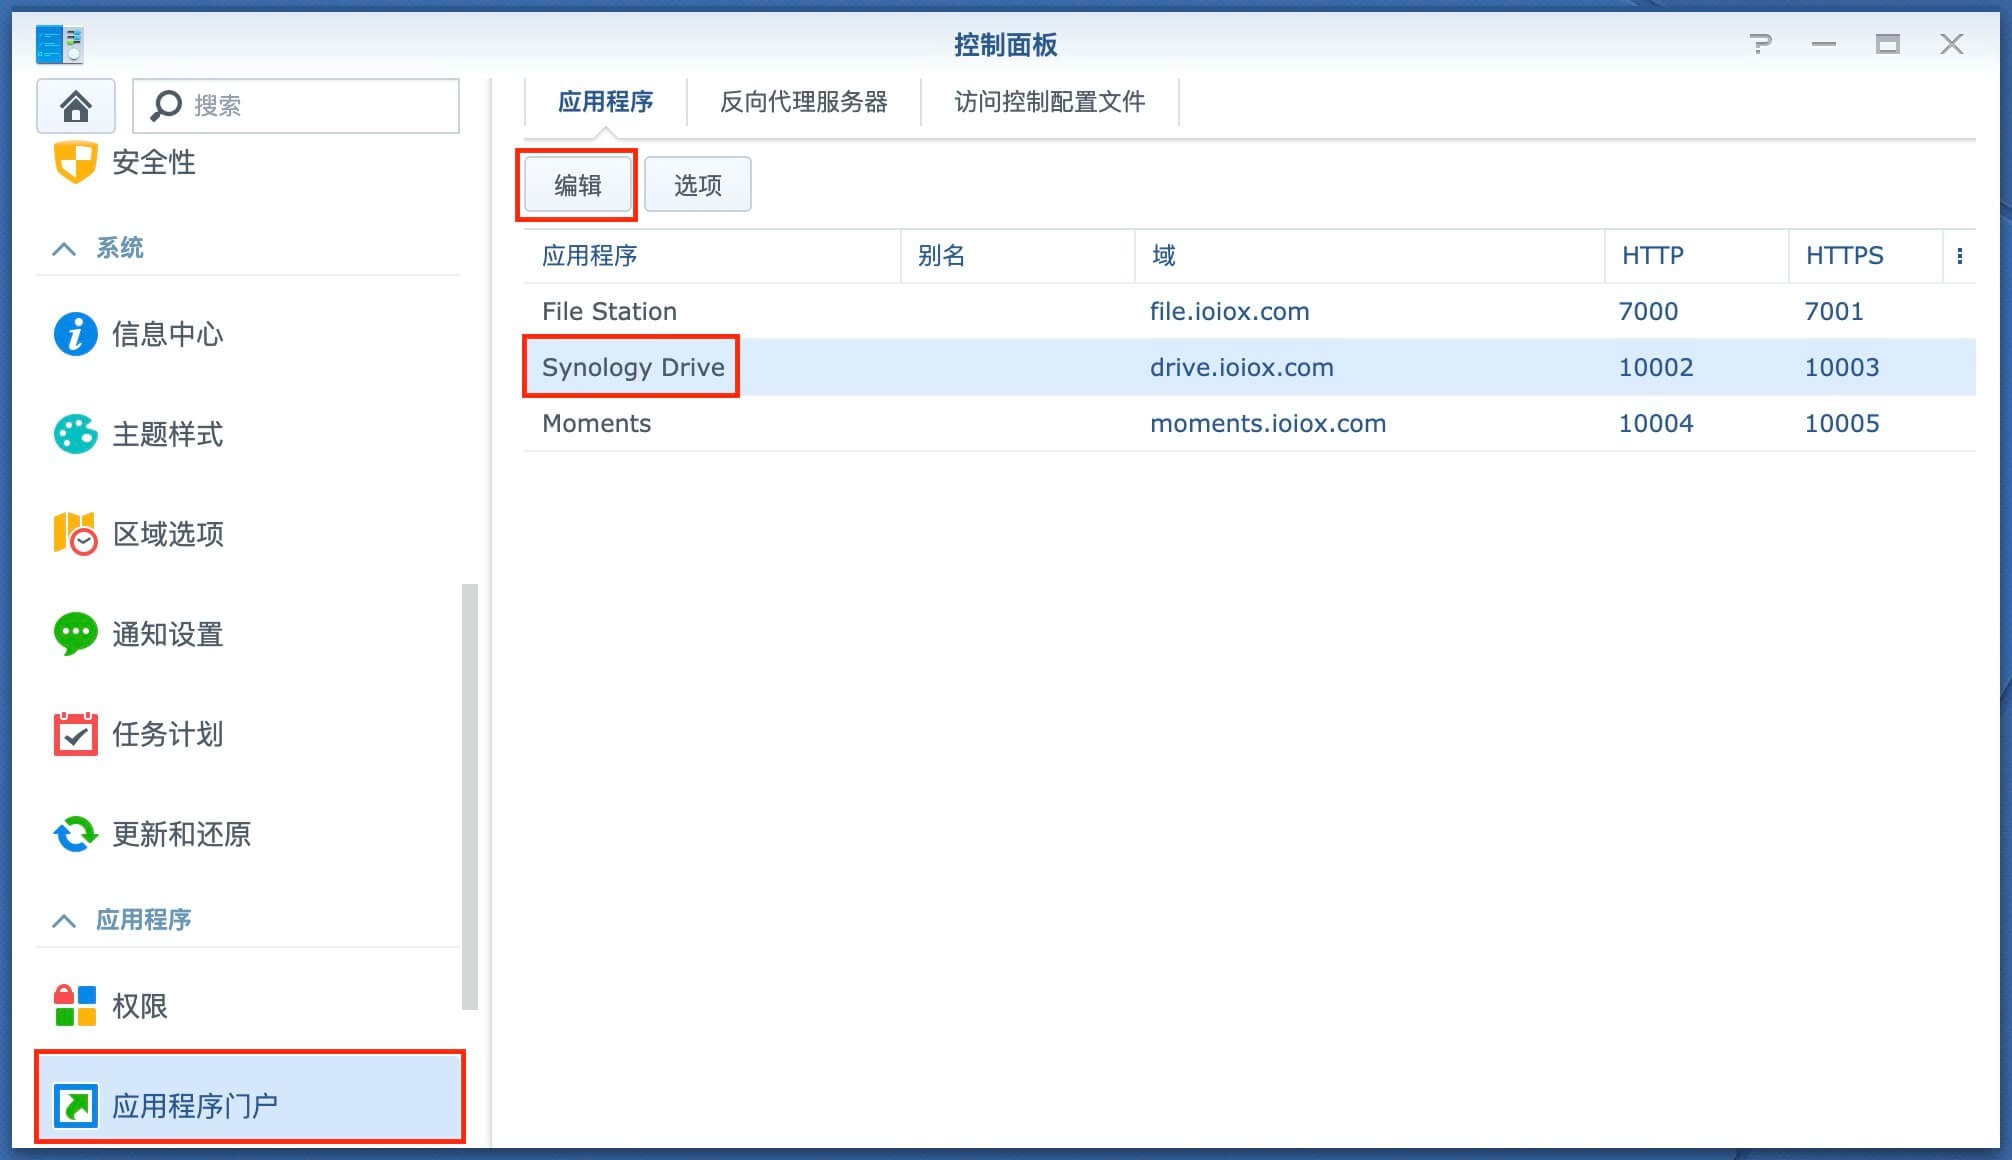 控制面板
搜索
安全性
系统
信息中心
主题样式
区域选项
通知设置
任务计划
更新和还原
应用程序
权限
应用程序门户
应用程序 反向代理服务器 访问控制配置文件
编辑 选项
应用程序 别名 域 HTTP HTTPS
File Station file.ioiox.com 7000 7001
Synology Drive drive.ioiox.com 10002 10003
Moments moments.ioiox.com 10004 10005